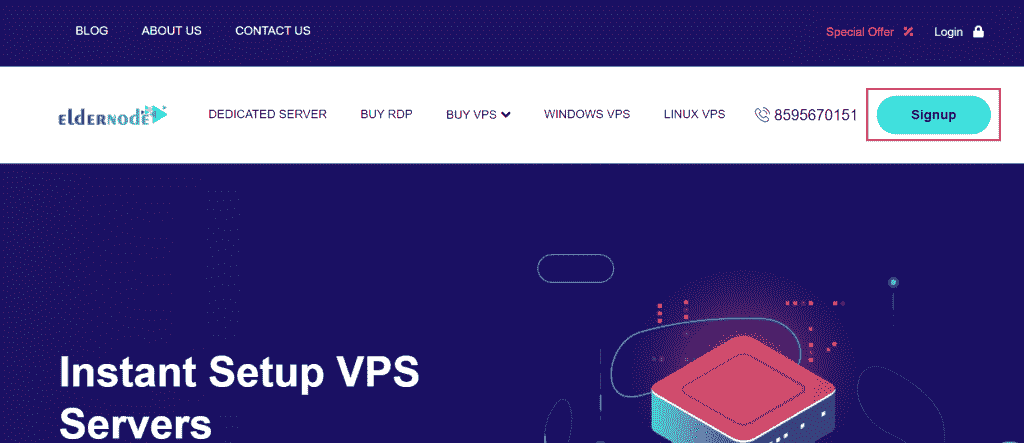 BLOG ABOUT US CONTACT US Special Offer Login
eLDERNODe DEDICATED SERVER BUY RDP BUY VPS WINDOWS VPS LINUX VPS 8595670151 Signup
Instant Setup VPS
Servers